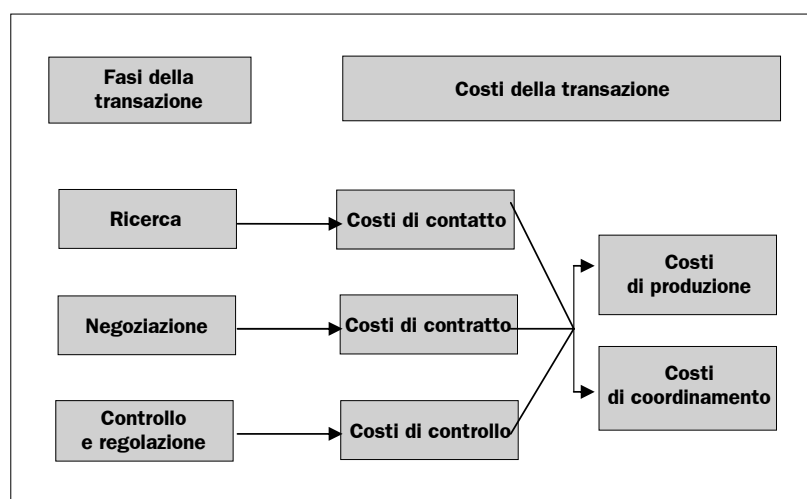 Fasi della
transazione
Costi della transazione
Ricerca
Costi di contatto
Costi
di produzione
Negoziazione
Costi di contratto
Costi
di coordinamento
Controllo
e regolazione
Costi di controllo